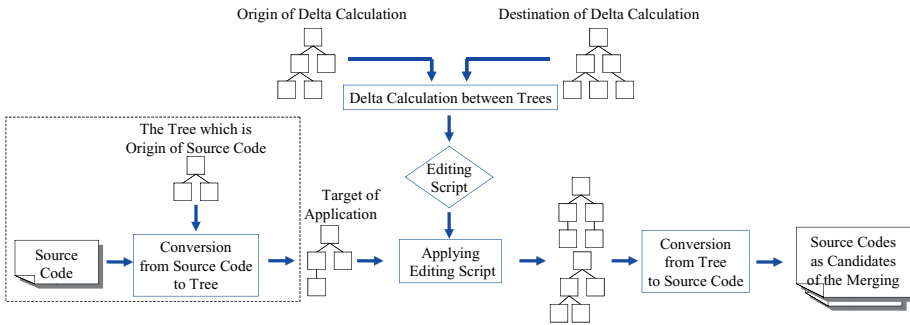 Origin of Delta Calculation
Destination of Delta Calculation
Delta Calculation between Trees
The Tree which is
Origin of Source Code
Editing
Script
Target of
Application
Source
Code
Conversion
from Source Code
to Tree
Applying
Editing Script
Conversion
from Tree
to Source Code
Source Codes
as Candidates
of the Merging